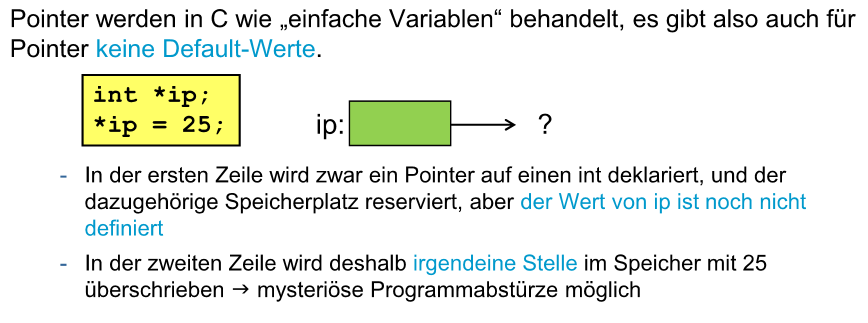 Pointer werden in C wie „einfache Variablen“ behandelt, es gibt also auch für
Pointer keine Default-Werte.
int *ip;
*ip = 25;
ip:
?
- In der ersten Zeile wird zwar ein Pointer auf einen int deklariert, und der
dazugehörige Speicherplatz reserviert, aber der Wert von ip ist noch nicht
definiert
- In der zweiten Zeile wird deshalb irgendeine Stelle im Speicher mit 25
überschrieben → mysteriöse Programmabstürze möglich